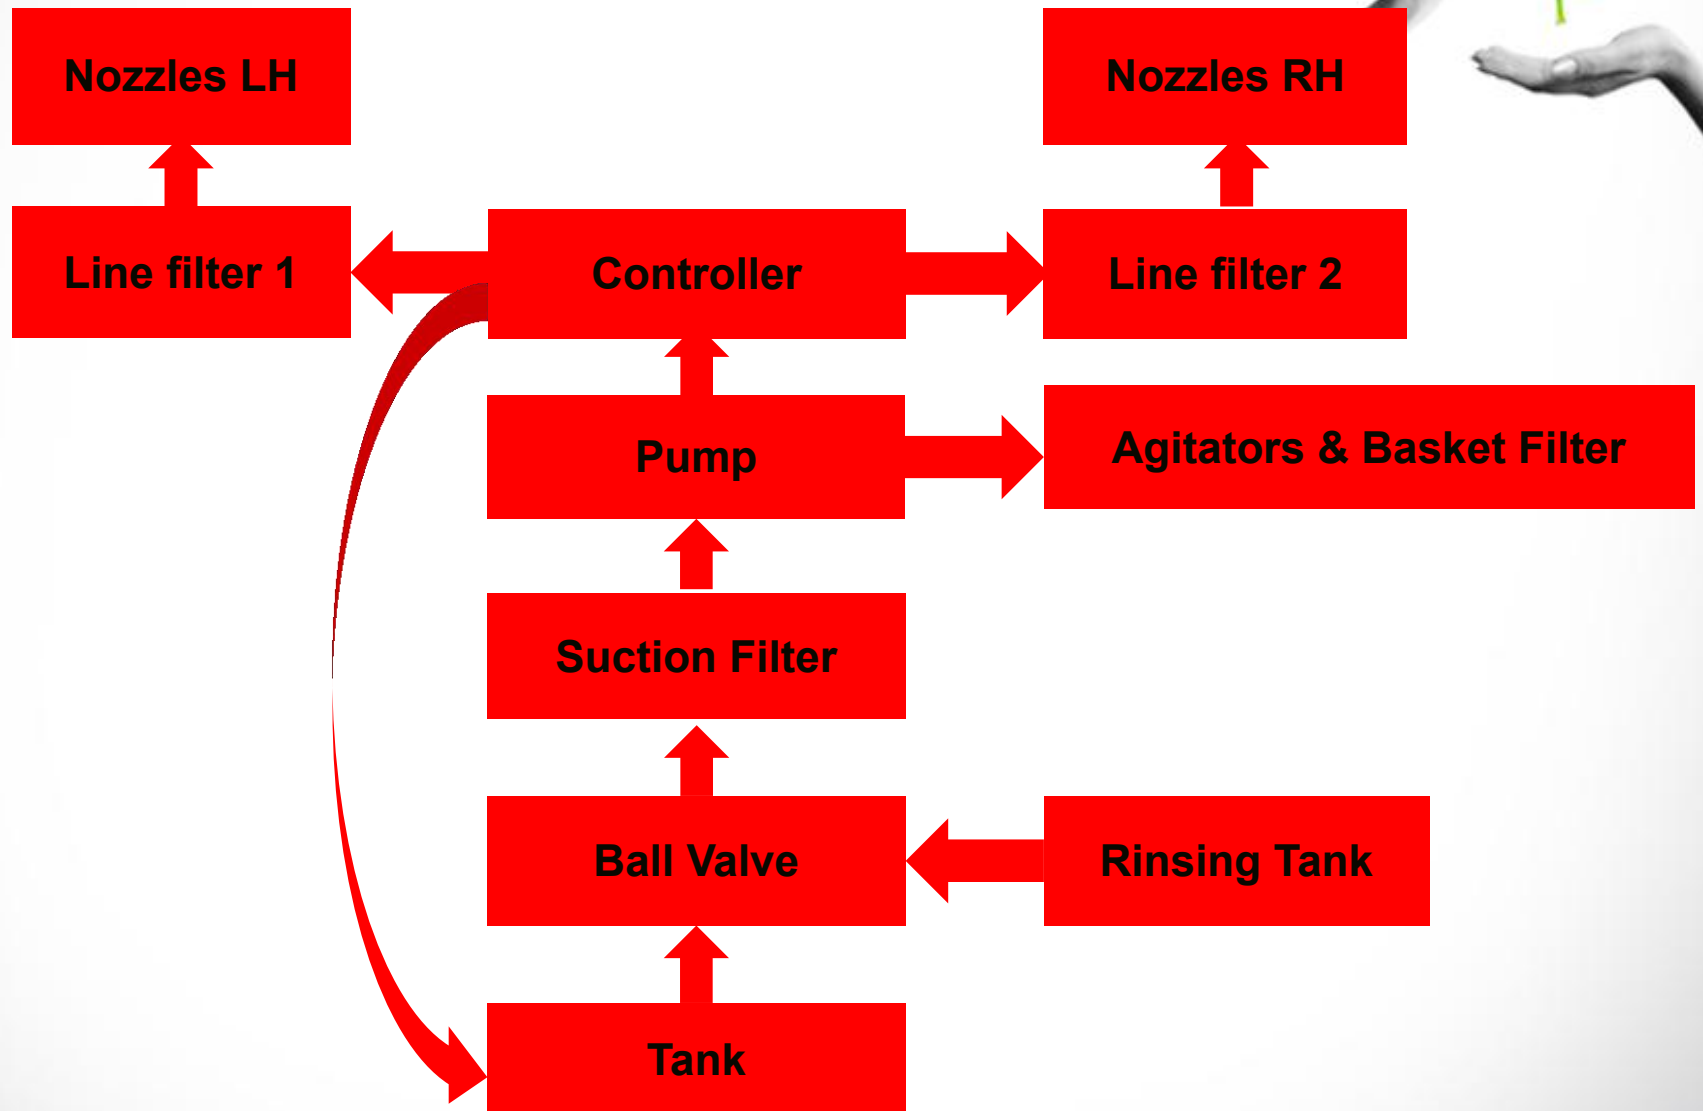 Nozzles LH
Nozzles RH
Line filter 1
Controller
Line filter 2
Pump
Agitators & Basket Filter
Suction Filter
Ball Valve
Rinsing Tank
Tank